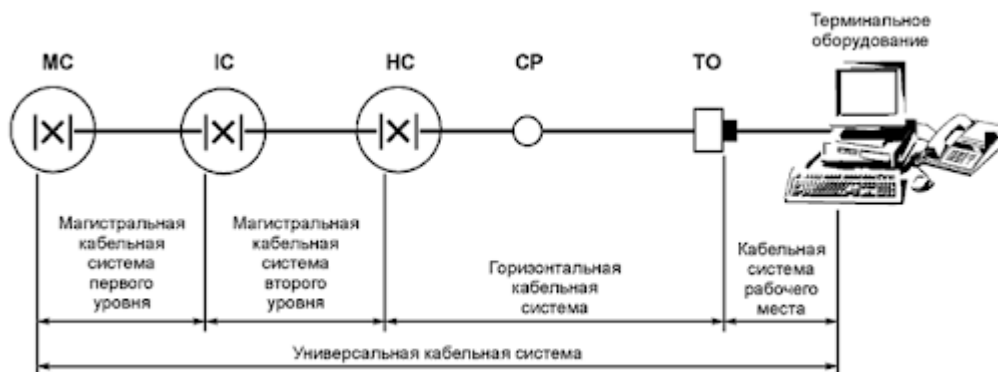 Терминальное
оборудование
MC
IC
HC
CP
TO
Магистральная
кабельная
система
первого
уровня
Магистральная
кабельная
система
второго
уровня
Горизонтальная
кабельная
система
Кабельная
система
рабочего
места
Универсальная кабельная система